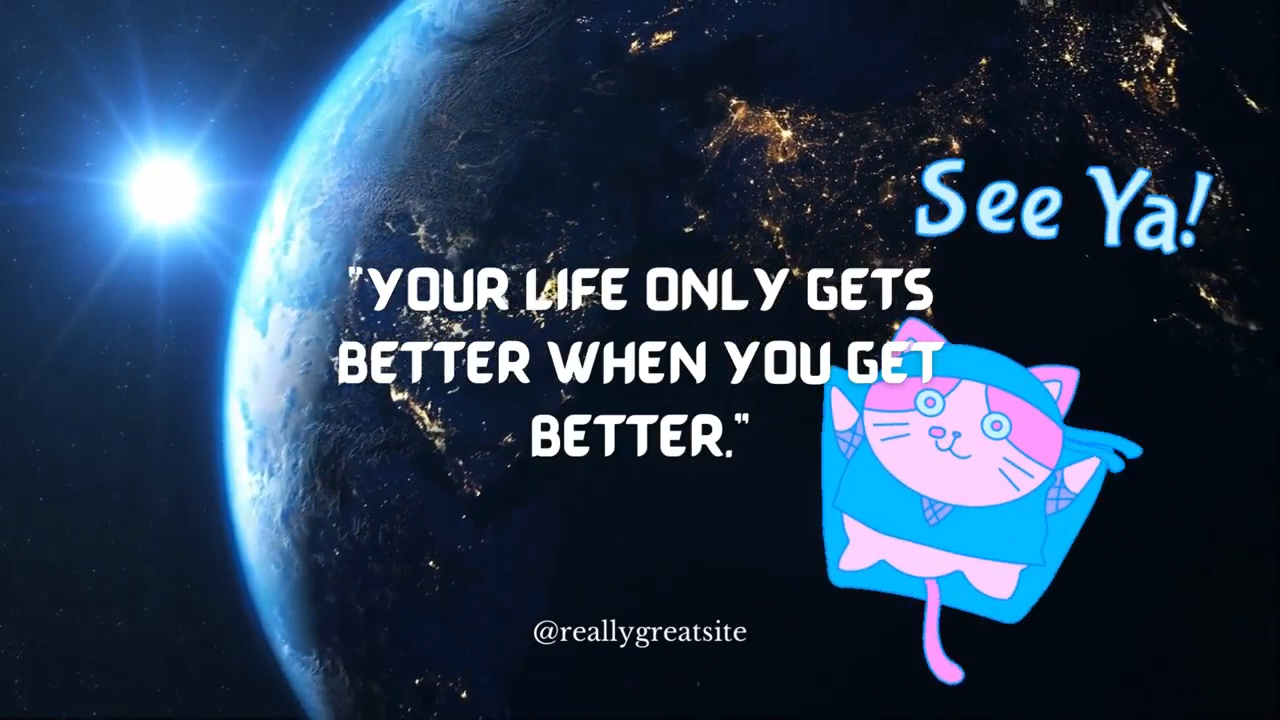 See Ya!
"YOUR LIFE ONLY GETS
BETTER WHEN YOU GET
BETTER."
@reallygreatsite